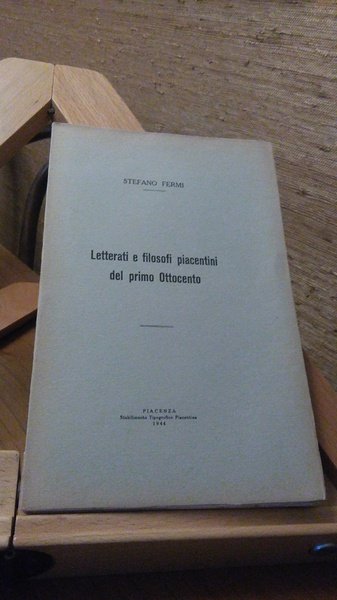 STEFANO FERMI
Letterati e filosofi piacentini
del primo Ottocento
PIACENZA
Stabilimento Tipografico Piacentino
1944